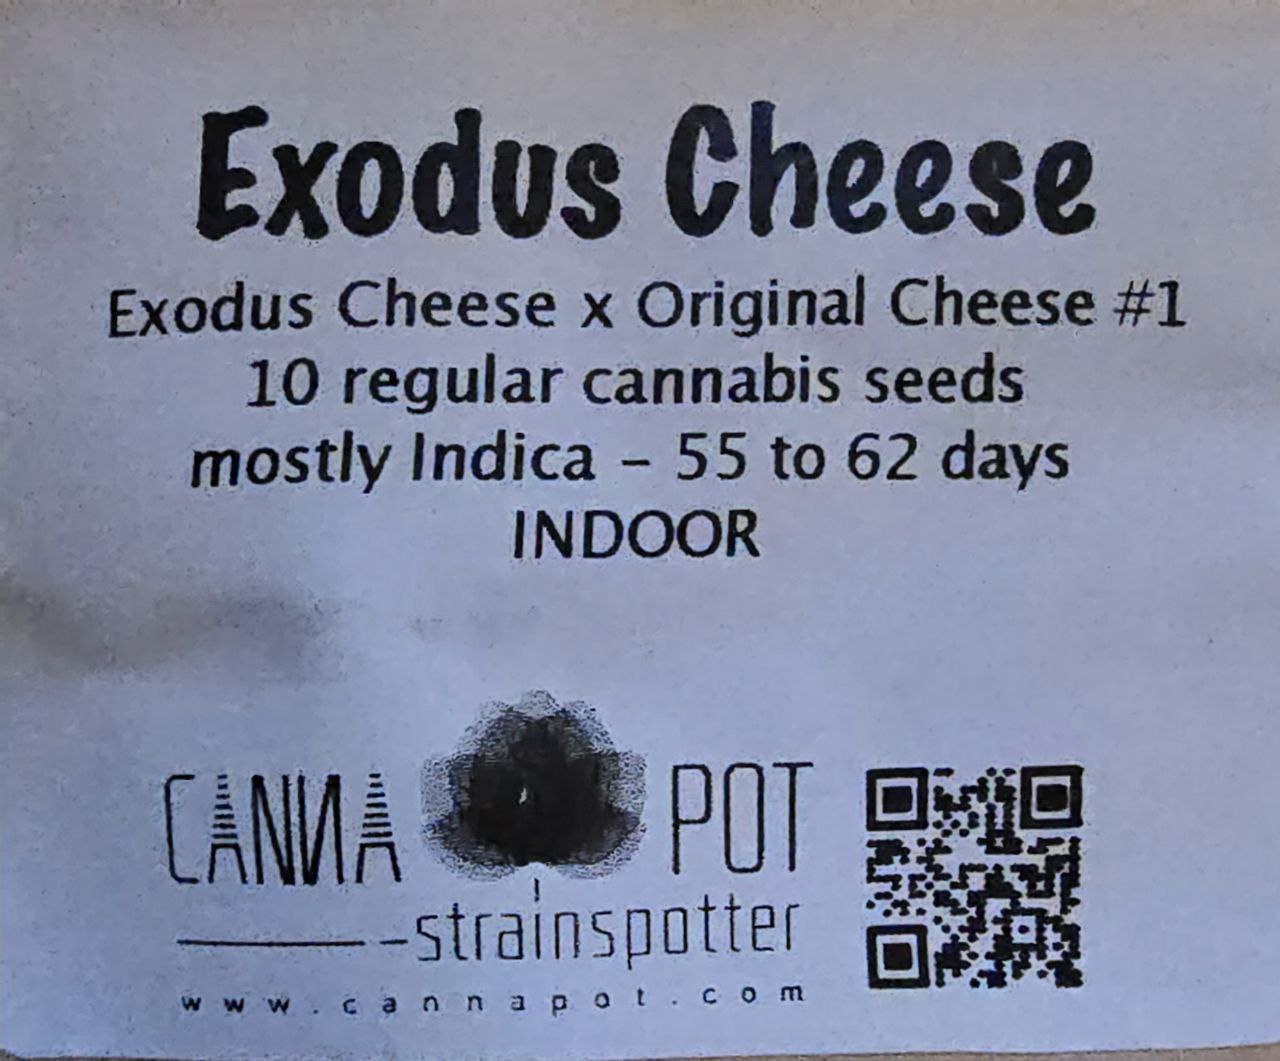 Exodus Cheese
Exodus Cheese x Original Cheese #1
10 regular cannabis seeds
mostly Indica – 55 to 62 days
INDOOR
CANNA POT
strainspotter
www.cannapot.com